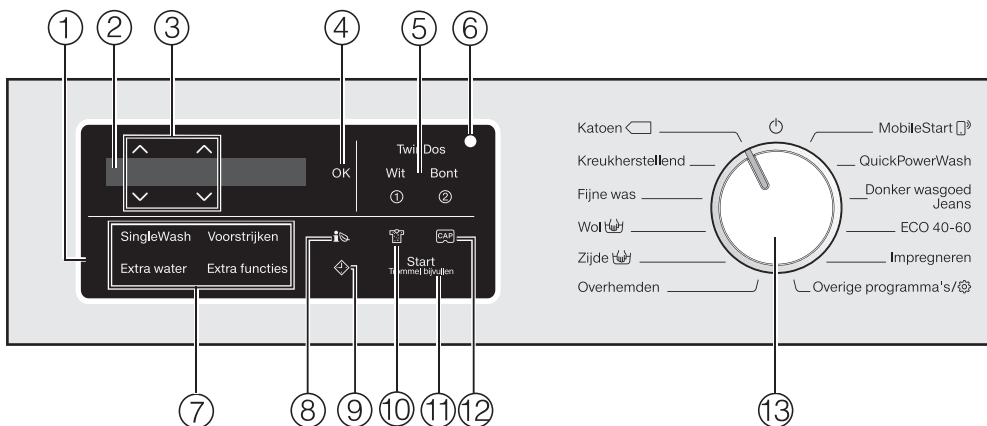 ① ② ③ ④ ⑤ ⑥
TwinDos
OK
Wit Bont
① ②
SingleWash Voorstrijken
Extra water Extra functies
CAP
Start
Trommel bijvullen
Katoen
Kreukherstellend
Fijne was
Wol
Zijde
Overhemden
MobileStart
QuickPowerWash
Donker wasgoed
Jeans
ECO 40-60
Impregneren
Overige programma's/
⑦ ⑧ ⑨ ⑩ ⑪ ⑫ ⑬